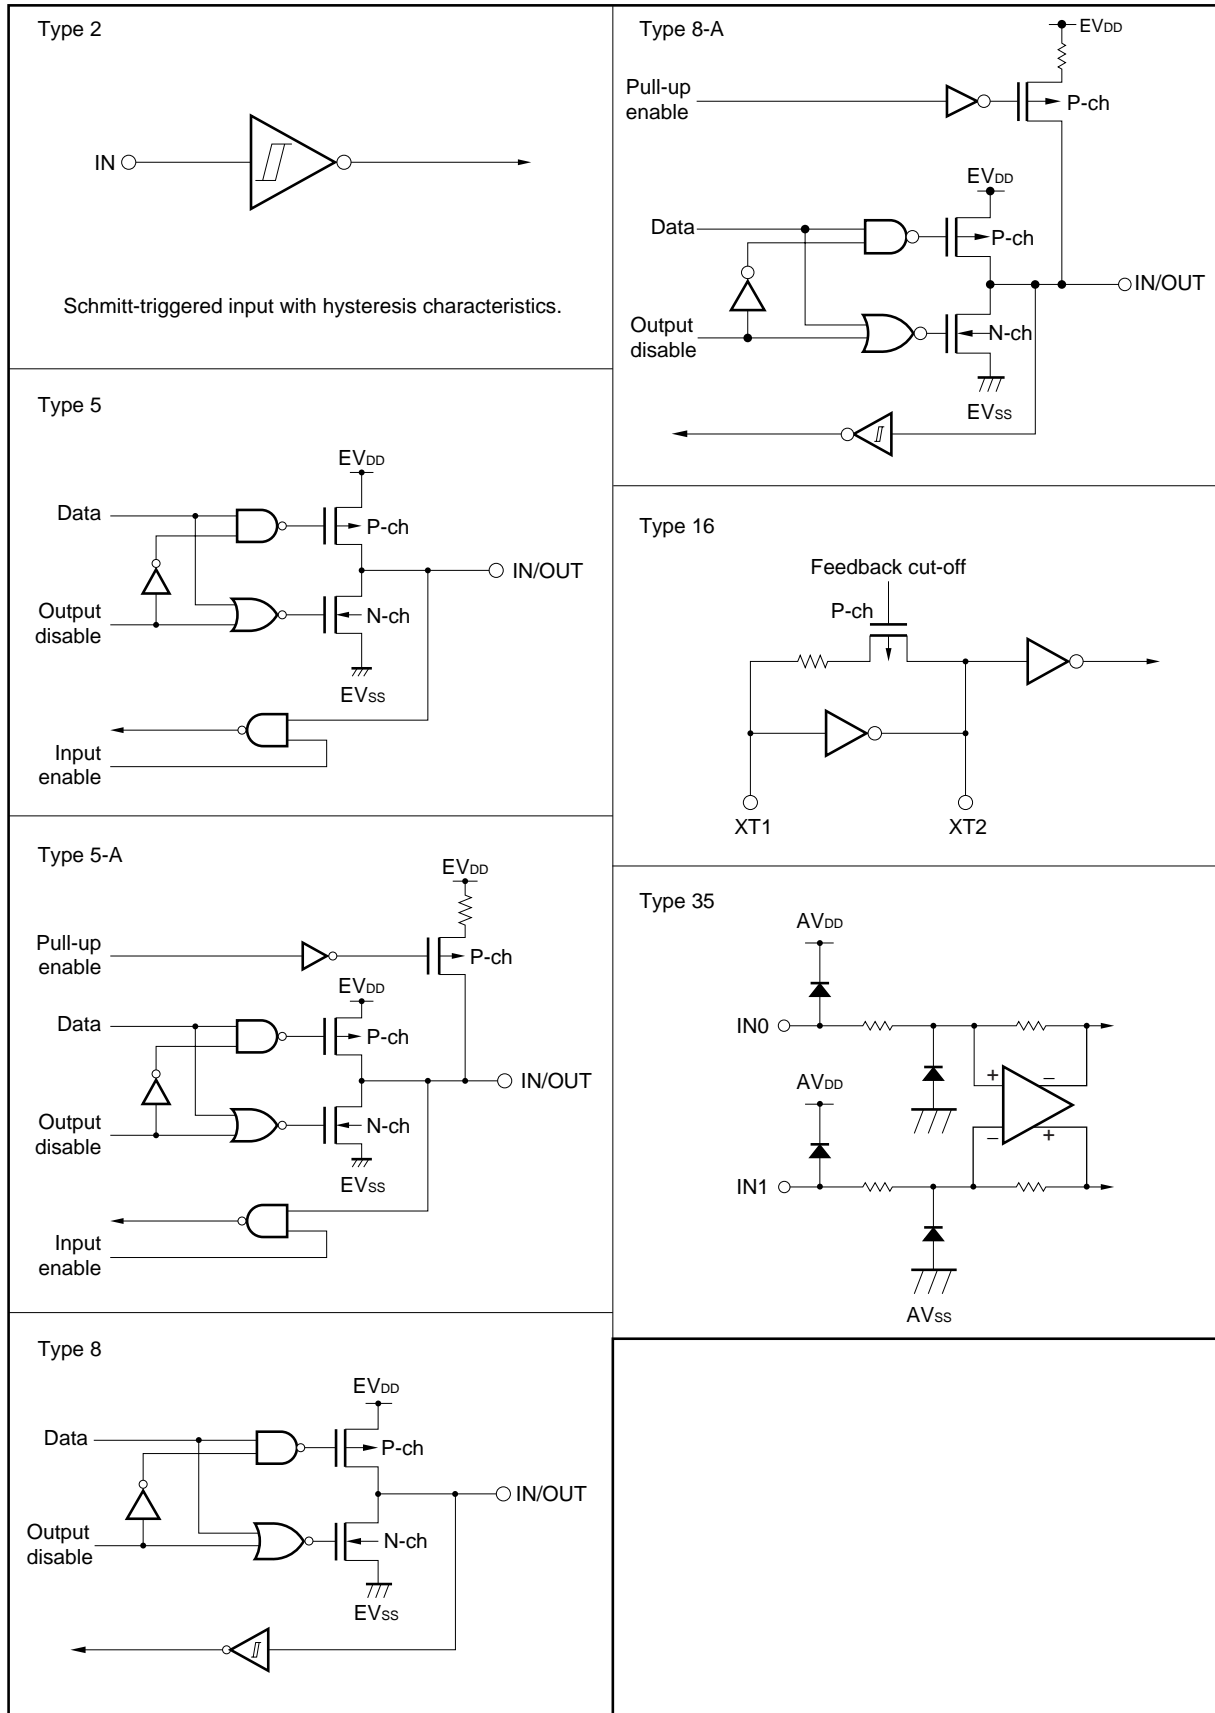 Type 2
IN
Schmitt-triggered input with hysteresis characteristics.
Type 5
EVDD
Data
P-ch
IN/OUT
Output
disable
N-ch
EVSS
Input
enable
Type 5-A
EVDD
Pull-up
enable
P-ch
EVDD
Data
P-ch
IN/OUT
Output
disable
N-ch
EVSS
Input
enable
Type 8
EVDD
Data
P-ch
IN/OUT
Output
disable
N-ch
EVSS
Type 8-A
EVDD
Pull-up
enable
P-ch
EVDD
Data
P-ch
IN/OUT
Output
disable
N-ch
EVSS
Type 16
Feedback cut-off
P-ch
XT1
XT2
Type 35
AVDD
IN0
+
−
AVDD
−
+
IN1
AVSS